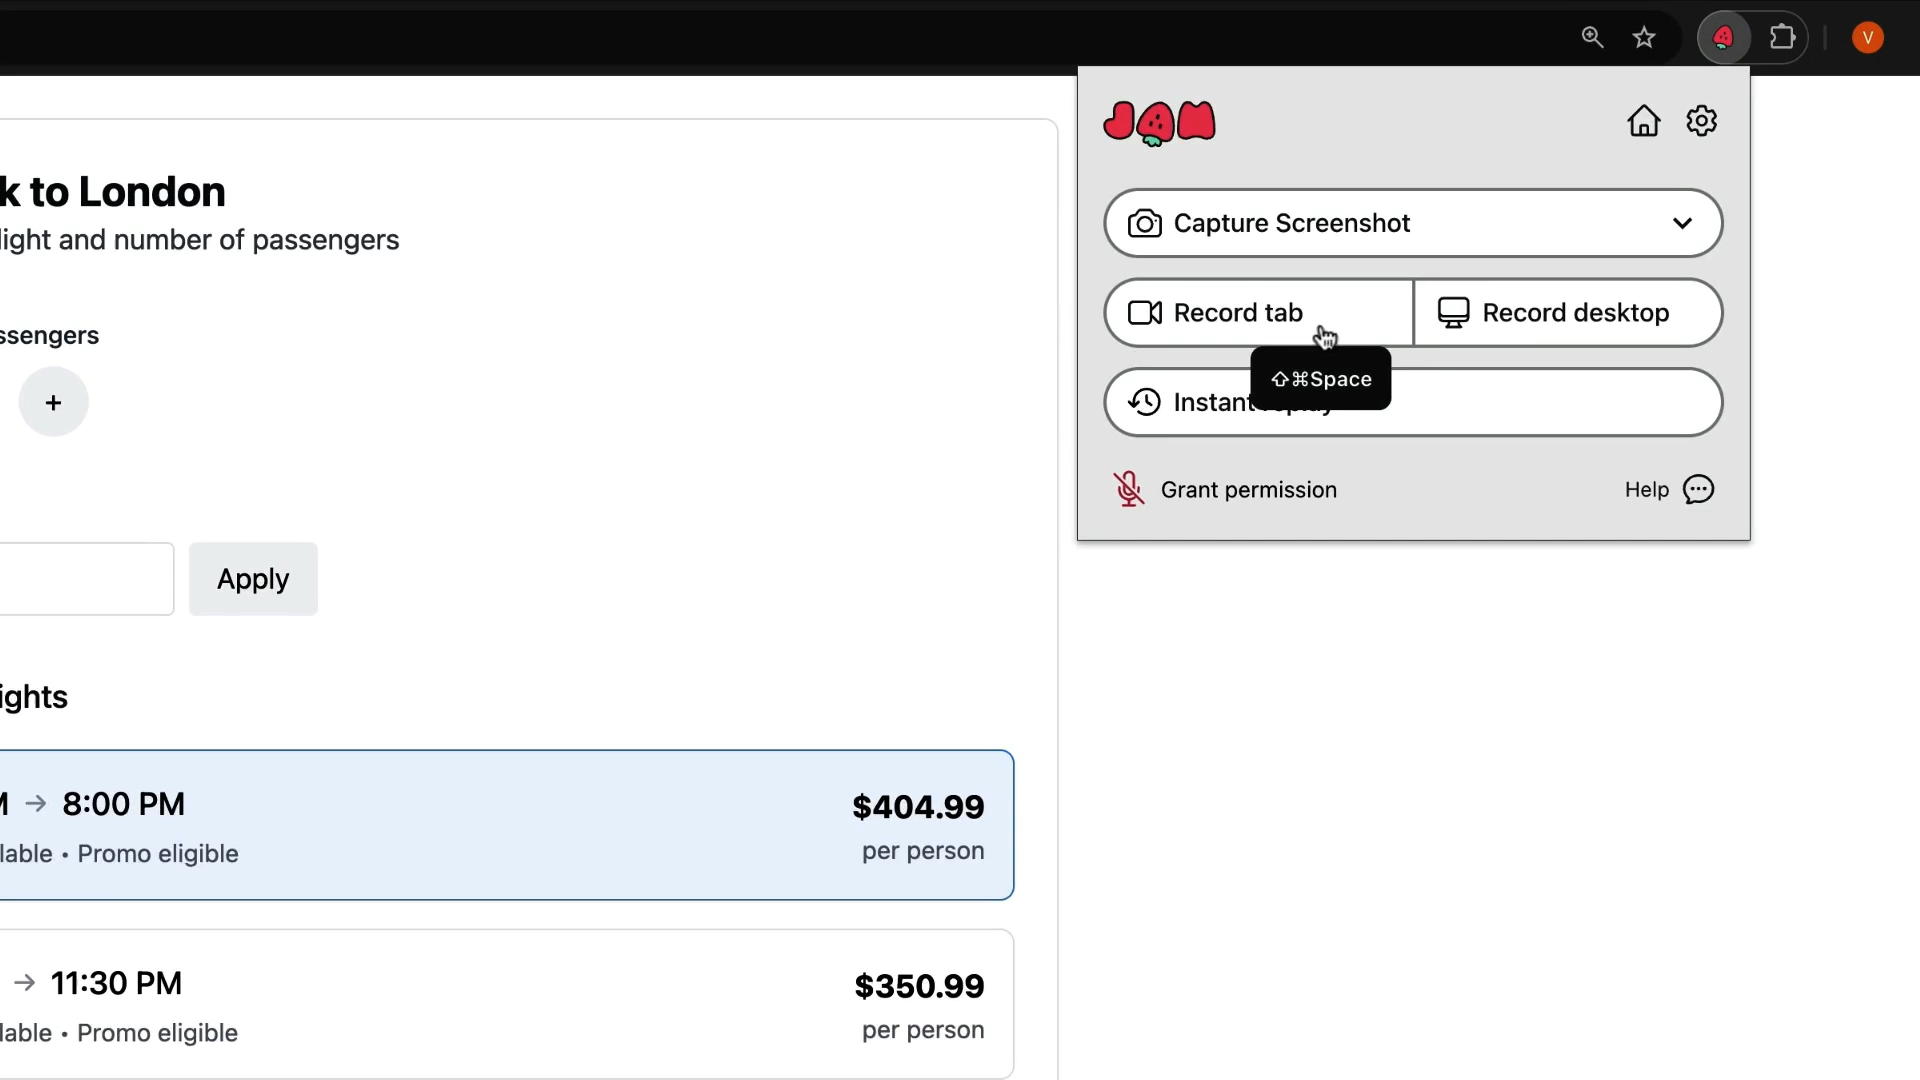 V
JAM
k to London
light and number of passengers
ssengers
+
Apply
ights
M → 8:00 PM
$404.99
lable • Promo eligible
per person
→ 11:30 PM
$350.99
lable • Promo eligible
per person
Capture Screenshot
Record tab
Record desktop
⇧⌘Space
Instant replay
Grant permission
Help